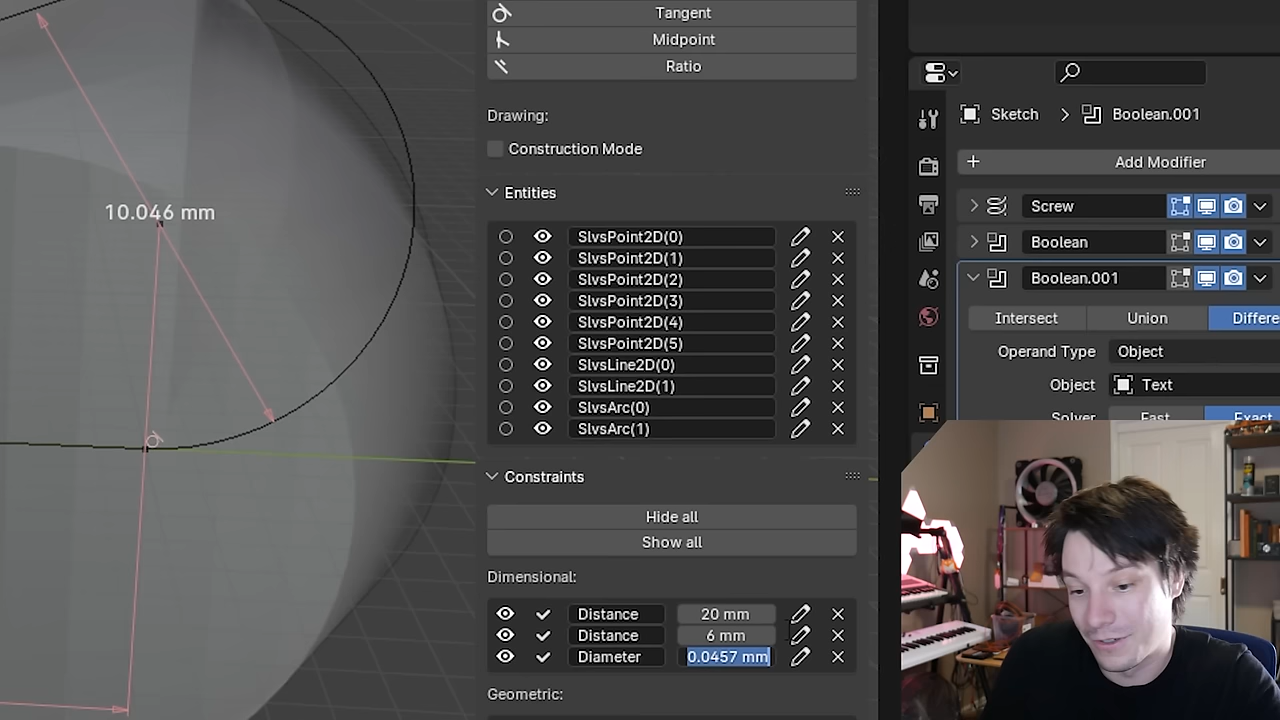 Tangent
Midpoint
Ratio
Drawing:
Construction Mode
Entities
SlvsPoint2D(0)
SlvsPoint2D(1)
SlvsPoint2D(2)
SlvsPoint2D(3)
SlvsPoint2D(4)
SlvsPoint2D(5)
SlvsLine2D(0)
SlvsLine2D(1)
SlvsArc(0)
SlvsArc(1)
Constraints
Hide all
Show all
Dimensional:
Distance 20 mm
Distance 6 mm
Diameter 0.0457 mm
Geometric:
10.046 mm
Sketch > Boolean.001
Add Modifier
Screw
Boolean
Boolean.001
Intersect Union Differe
Operand Type Object
Object Text
Solver Fast Exact